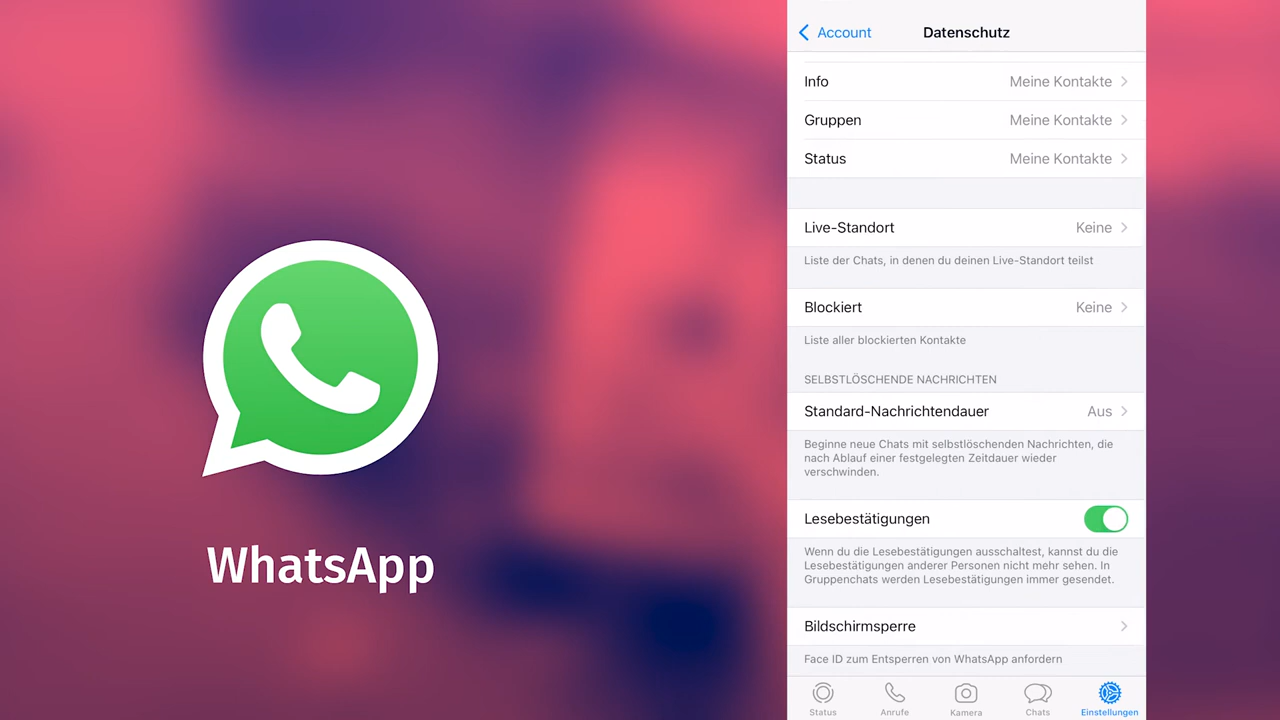 WhatsApp
Account
Datenschutz
Info
Meine Kontakte
Gruppen
Meine Kontakte
Status
Meine Kontakte
Live-Standort
Keine
Liste der Chats, in denen du deinen Live-Standort teilst
Blockiert
Keine
Liste aller blockierten Kontakte
SELBSTLÖSCHENDE NACHRICHTEN
Standard-Nachrichtendauer
Aus
Beginne neue Chats mit selbstlöschenden Nachrichten, die
nach Ablauf einer festgelegten Zeitdauer wieder
verschwinden.
Lesebestätigungen
Wenn du die Lesebestätigungen ausschaltest, kannst du die
Lesebestätigungen anderer Personen nicht mehr sehen. In
Gruppenchats werden Lesebestätigungen immer gesendet.
Bildschirmsperre
Face ID zum Entsperren von WhatsApp anfordern
Status
Anrufe
Kamera
Chats
Einstellungen